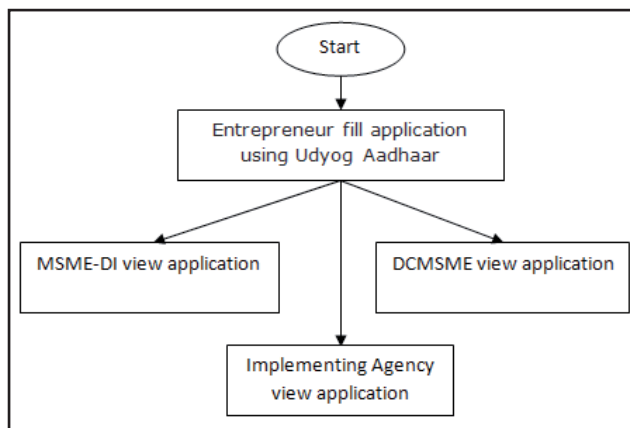 Start
Entrepreneur fill application
using Udyog Aadhaar
MSME-DI view application
DCMSME view application
Implementing Agency
view application